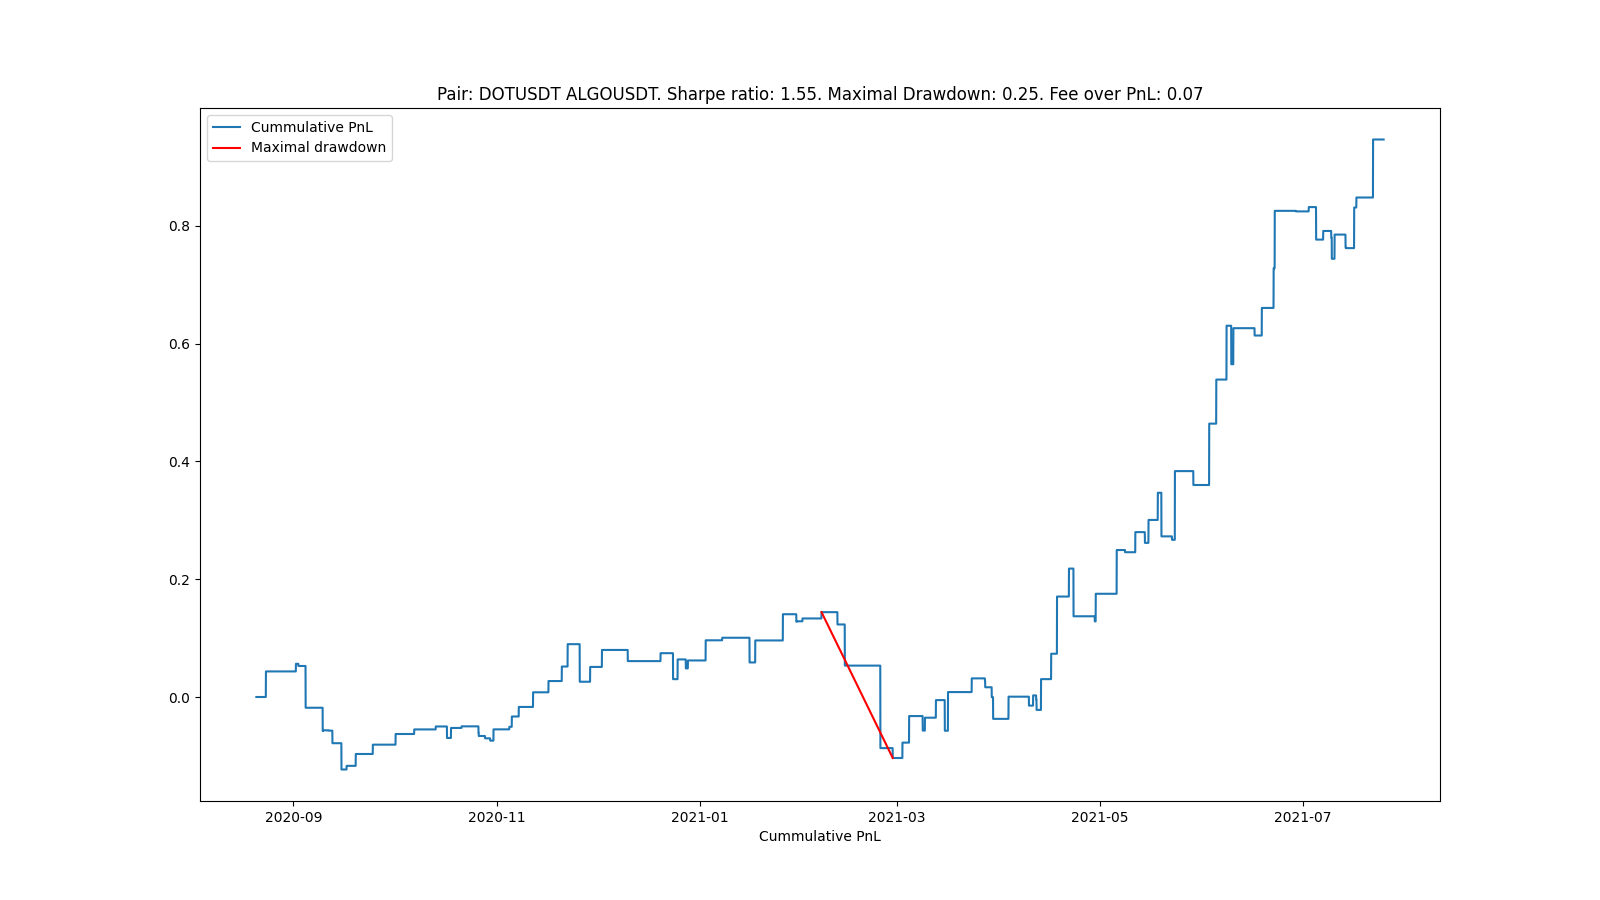 Pair: DOTUSDT ALGOUSDT. Sharpe ratio: 1.55. Maximal Drawdown: 0.25. Fee over PnL: 0.07
Cummulative PnL
Maximal drawdown
0.8
0.6
0.4
0.2
0.0
2020-09 2020-11 2021-01 2021-03 2021-05 2021-07
Cummulative PnL